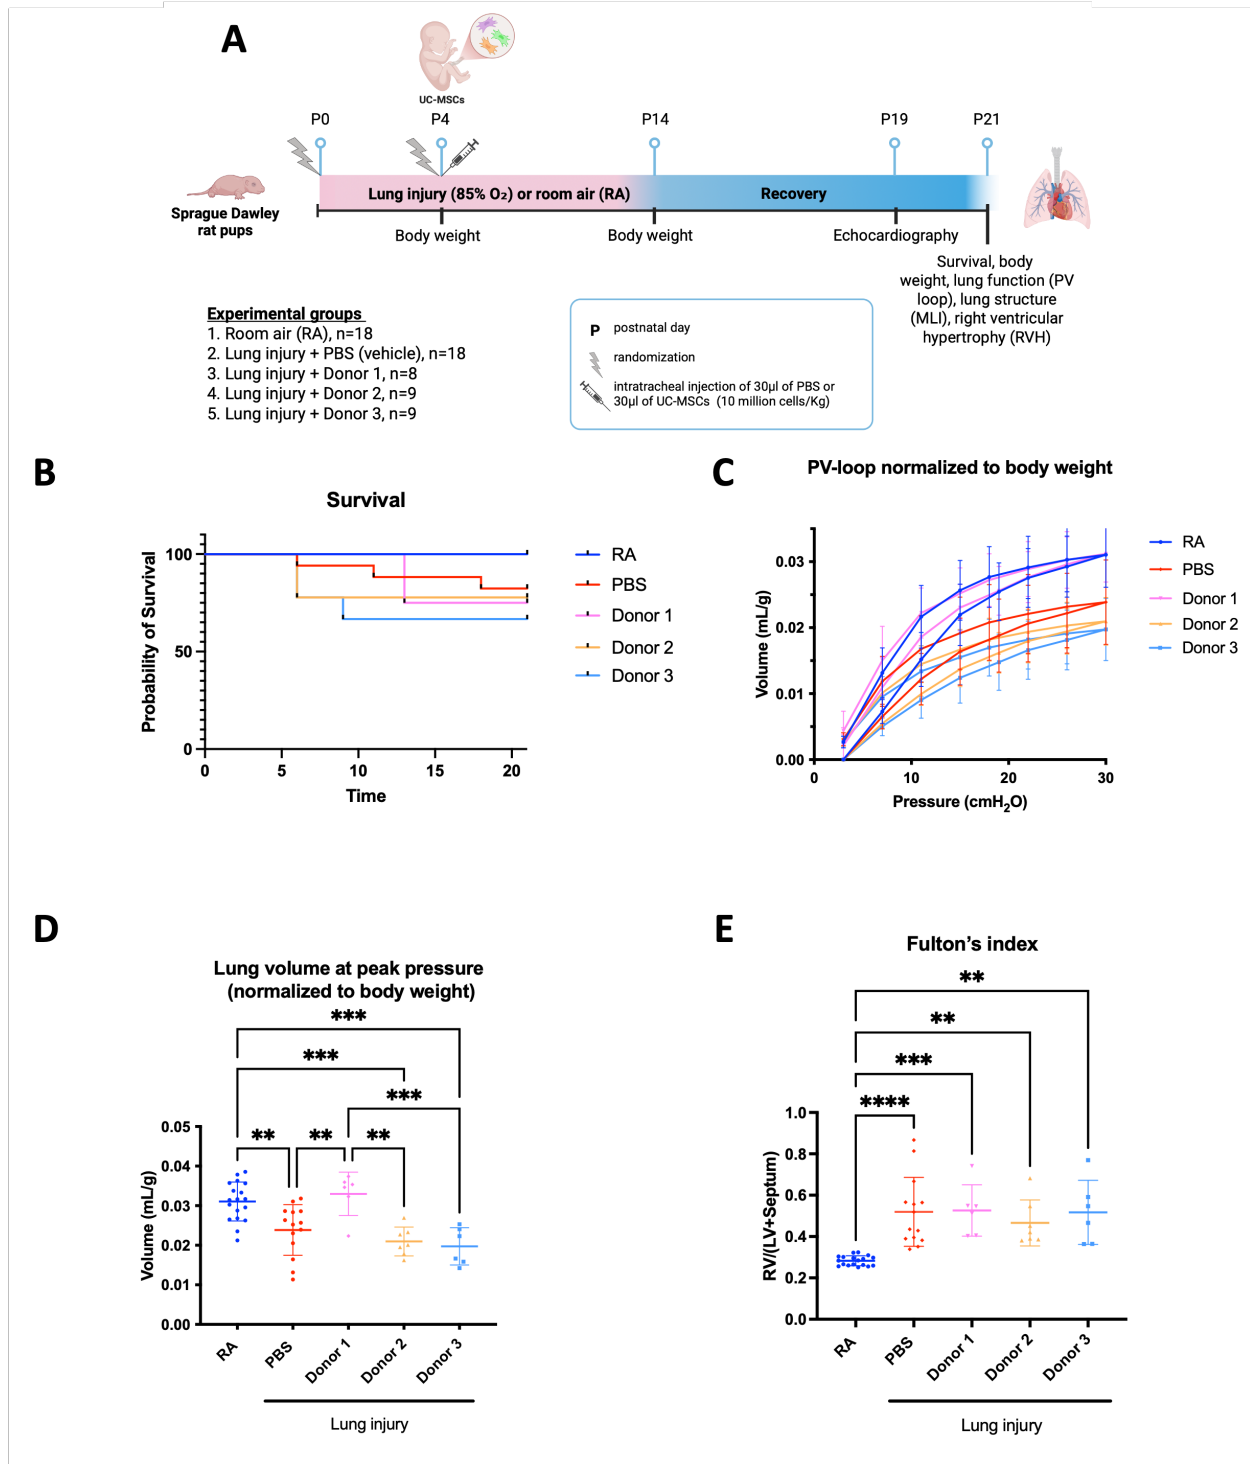 A
UC-MSCs
P0
P4
P14
P19
P21
Lung injury (85% O₂) or room air (RA)
Recovery
Sprague Dawley
rat pups
Body weight
Body weight
Echocardiography
Survival, body
weight, lung function (PV
loop), lung structure
(MLI), right ventricular
hypertrophy (RVH)
Experimental groups
1. Room air (RA), n=18
2. Lung injury + PBS (vehicle), n=18
3. Lung injury + Donor 1, n=8
4. Lung injury + Donor 2, n=9
5. Lung injury + Donor 3, n=9
P postnatal day
randomization
intratracheal injection of 30µl of PBS or
30µl of UC-MSCs (10 million cells/Kg)
B
Survival
Probability of Survival
100
50
0
0 5 10 15 20
Time
RA
PBS
Donor 1
Donor 2
Donor 3
C
PV-loop normalized to body weight
Volume (mL/g)
0.03
0.02
0.01
0.00
0 10 20 30
Pressure (cmH₂O)
RA
PBS
Donor 1
Donor 2
Donor 3
D
Lung volume at peak pressure
(normalized to body weight)
***
***
***
** ** **
Volume (mL/g)
0.05
0.04
0.03
0.02
0.01
0.00
RA
PBS
Donor 1
Donor 2
Donor 3
Lung injury
E
Fulton's index
**
**
***
****
RV/(LV+Septum)
1.0
0.8
0.6
0.4
0.2
0.0
RA
PBS
Donor 1
Donor 2
Donor 3
Lung injury